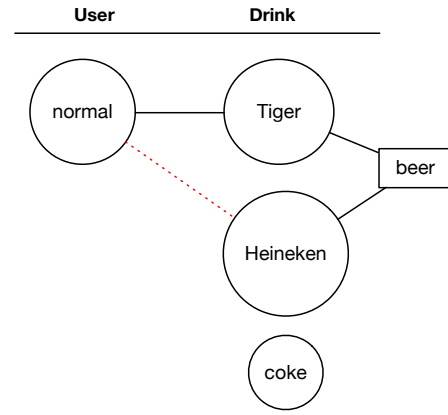 User Drink
normal Tiger
beer
Heineken
coke